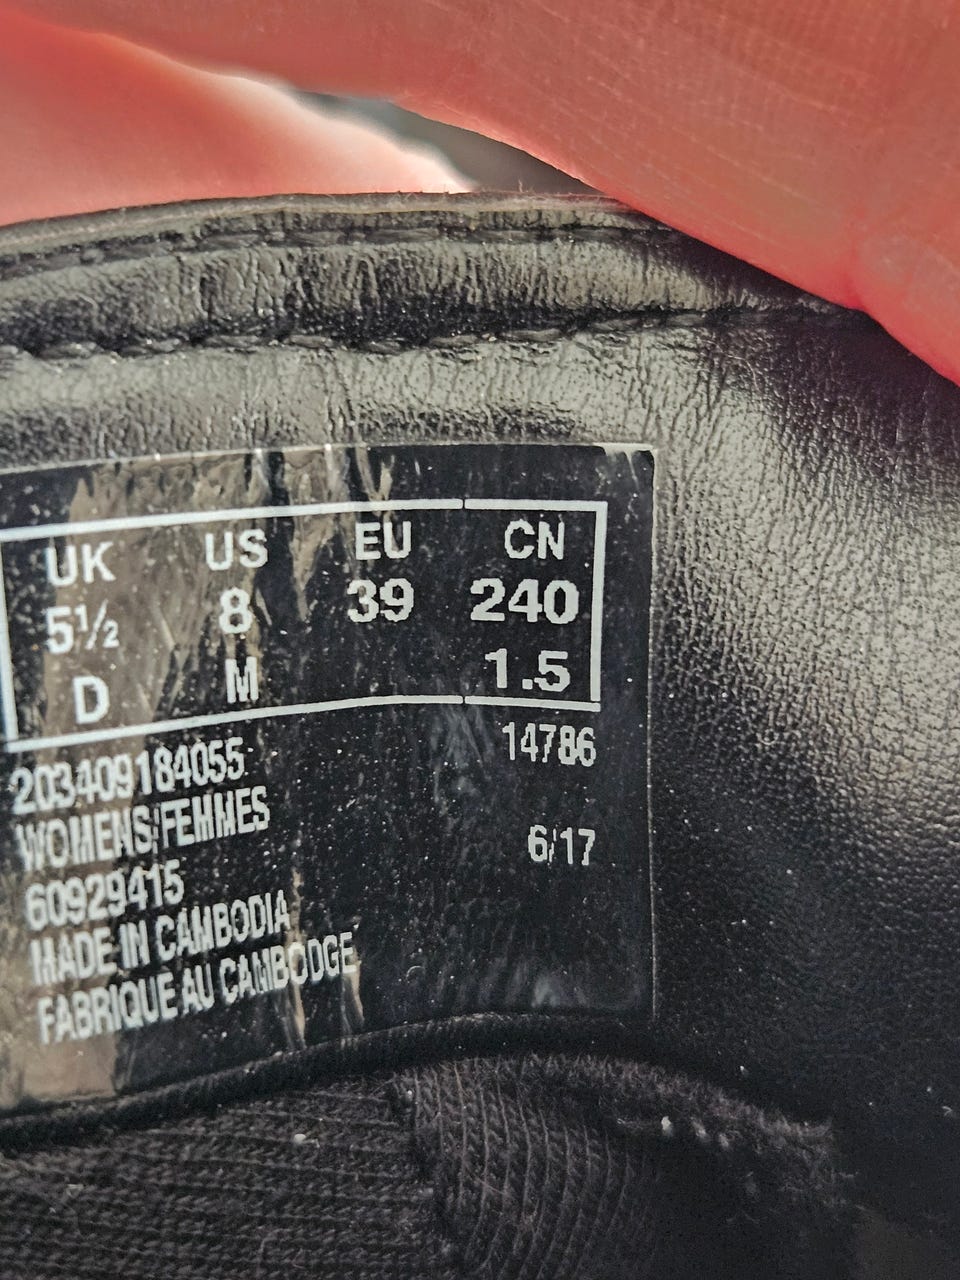 UK US EU CN
5½ 8 39 240
D M 1.5
203409184055 14786
WOMENS/FEMMES
60929415 6/17
MADE IN CAMBODIA
FABRIQUE AU CAMBODGE